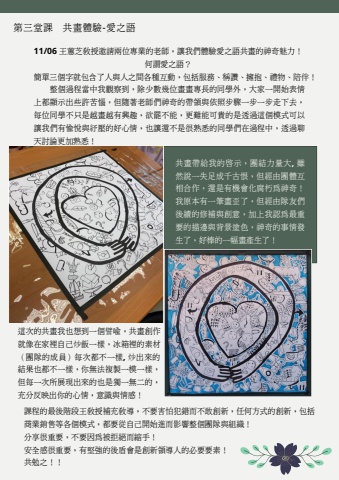 第三堂課　共畫體驗-愛之語
11/06 王蕙芝教授邀請兩位專業的老師，讓我們體驗愛之語共畫的神奇魅力！
何謂愛之語？
簡單三個字就包含了人與人之間各種互動，包括服務、稱讚、擁抱、禮物、陪伴！
整個過程當中我觀察到，除少數幾位畫畫專長的同學外，大家一開始表情
上都顯示出些許苦惱，但隨著老師們神奇的帶領與依照步驟一步一步走下去，
每位同學不只是越畫越有興趣，欲罷不能，更難能可貴的是透過這個模式可以
讓我們有愉悅與紓壓的好心情，也讓還不是很熟悉的同學們在過程中，透過聊
天討論更加熟悉！
共畫帶給我的啓示，團結力量大, 雖
然說一失足成千古恨，但經由團體互
相合作，還是有機會化腐朽爲神奇！
我原本有一筆畫歪了，但經由隊友們
後續的修補與創意，加上我認爲最重
要的描邊與背景塗色，神奇的事情發
生了，好棒的一幅畫產生了！
這次的共畫我也想到一個譬喻，共畫創作
就像在家裡自己炒飯一樣，冰箱裡的素材
（團隊的成員）每次都不一樣, 炒出來的
結果也都不一樣，你無法複製一模一樣，
但每一次所展現出來的也是獨一無二的，
充分反映出你的心情，意識與情感！
課程的最後階段王教授補充教導，不要害怕犯錯而不敢創新，任何方式的創新，包括
商業銷售等各個模式，都要從自己開始進而影響整個團隊與組織！
分享很重要，不要因爲被拒絕而縮手！
安全感很重要，有堅強的後盾會是創新領導人的必要要素！
共勉之！！